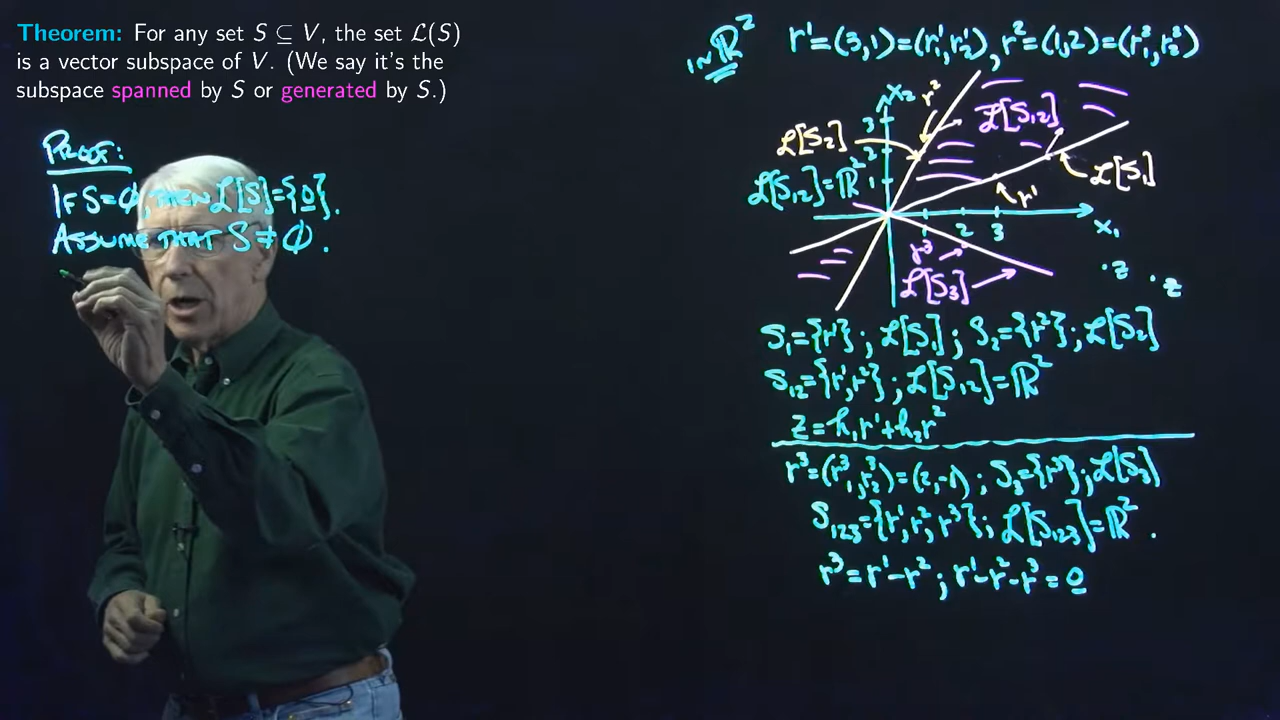 Theorem: For any set S ⊆ V, the set ℒ(S)
is a vector subspace of V. (We say it's the
subspace spanned by S or generated by S.)
PROOF:
IF S=∅, THEN ℒ[S]={0}.
ASSUME THAT S≠∅.
IN ℝ² r¹=(3,1)=(r¹₁,r¹₂), r²=(1,2)=(r²₁,r²₂)
x₂ r²
3 ℒ[S₁₂]
ℒ[S₂] 2 ℒ[S₁]
ℒ[S₁₂]=ℝ² 1 r¹
1 2 3 x₁
r³
ℒ[S₃] ·z ·z
S₁={r¹}; ℒ[S₁]; S₂={r²}; ℒ[S₂]
S₁₂={r¹,r²}; ℒ[S₁₂]=ℝ²
z=h₁r¹+h₂r²
r³=(r³₁,r³₂)=(2,-1); S₃={r³}; ℒ[S₃]
S₁₂₃={r¹,r²,r³}; ℒ[S₁₂₃]=ℝ².
r³=r¹-r²; r¹-r²-r³=0